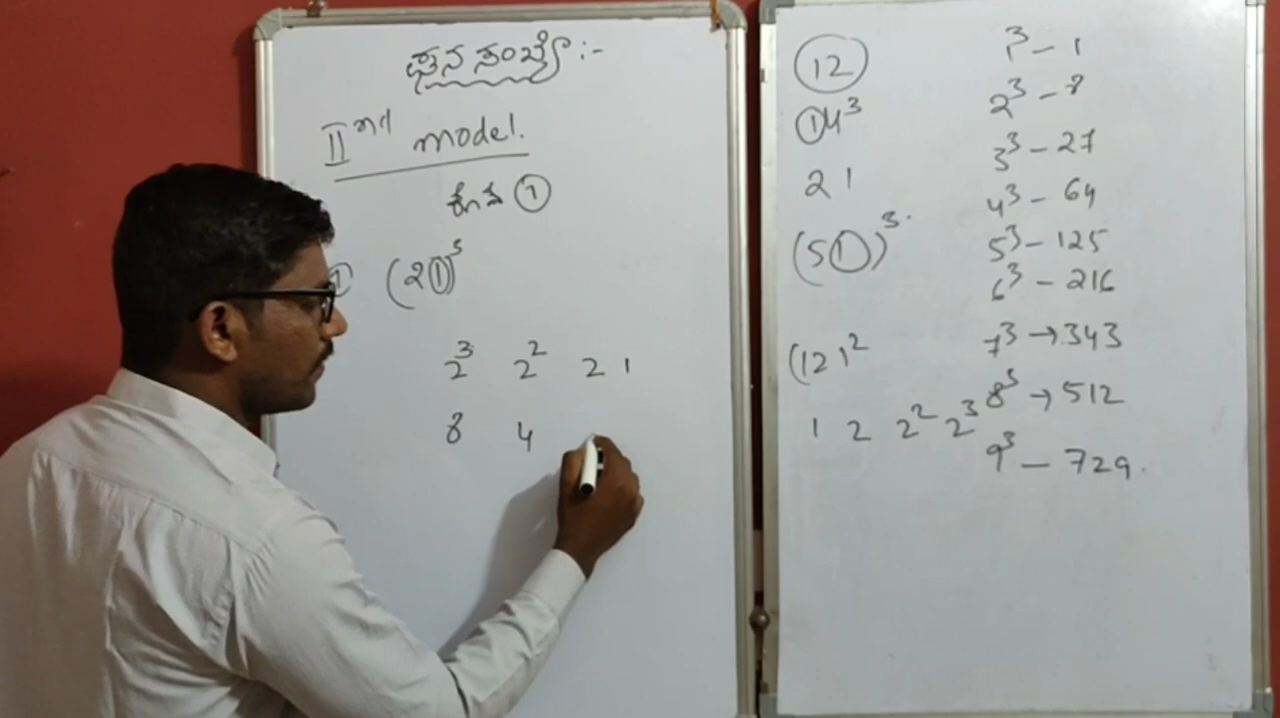 ಘನ ಸಂಖ್ಯೆ :-
II ನೇ model.
ಕೊನೆ ①
① (21)³
2³ 2² 2 1
8 4
12
14³
21
(51)³
(12)²
1 2 2² 2³
1³ - 1
2³ - 8
3³ - 27
4³ - 64
5³ - 125
6³ - 216
7³ → 343
8³ → 512
9³ - 729.